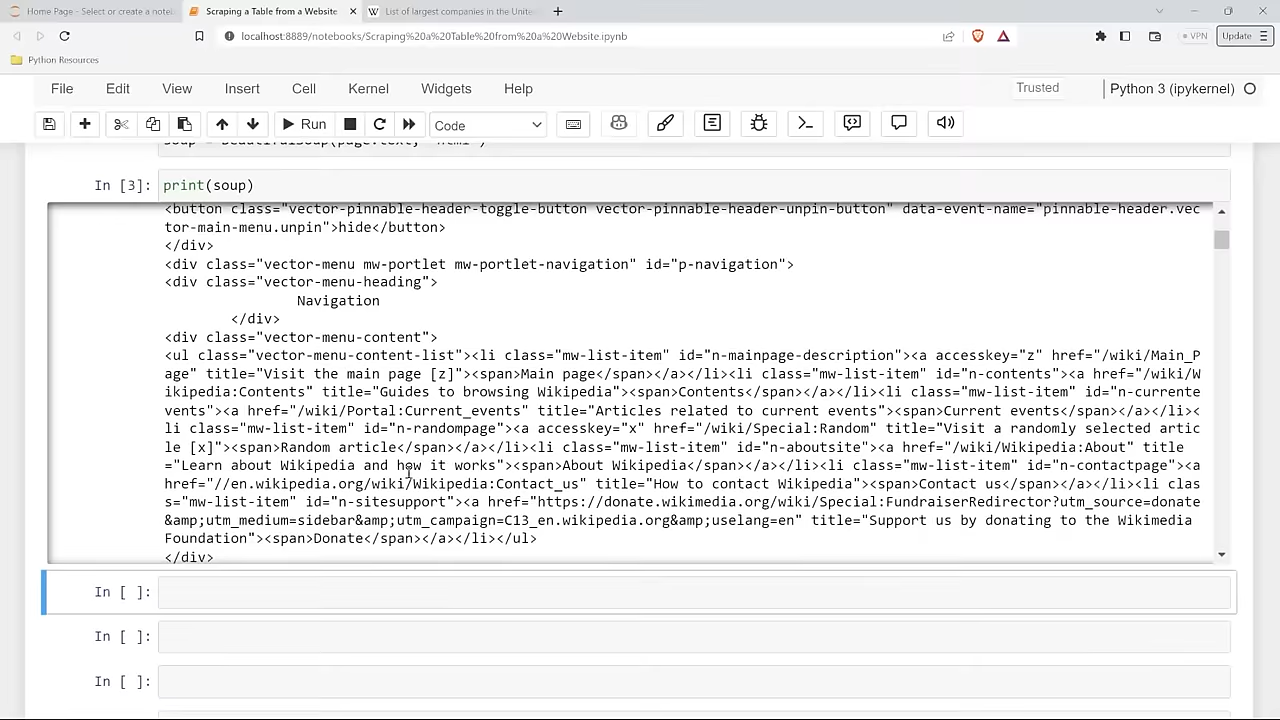 Home Page - Select or create a noteb
Scraping a Table from a Website
List of largest companies in the Unite
localhost:8889/notebooks/Scraping%20a%20Table%20from%20a%20Website.ipynb
VPN
Update
Python Resources
File Edit View Insert Cell Kernel Widgets Help
Trusted
Python 3 (ipykernel)
Run
Code
soup = BeautifulSoup(page.text, 'html')
In [3]: print(soup)
<button class="vector-pinnable-header-toggle-button vector-pinnable-header-unpin-button" data-event-name="pinnable-header.vec
tor-main-menu.unpin">hide</button>
</div>
<div class="vector-menu mw-portlet mw-portlet-navigation" id="p-navigation">
<div class="vector-menu-heading">
Navigation
</div>
<div class="vector-menu-content">
<ul class="vector-menu-content-list"><li class="mw-list-item" id="n-mainpage-description"><a accesskey="z" href="/wiki/Main_P
age" title="Visit the main page [z]"><span>Main page</span></a></li><li class="mw-list-item" id="n-contents"><a href="/wiki/W
ikipedia:Contents" title="Guides to browsing Wikipedia"><span>Contents</span></a></li><li class="mw-list-item" id="n-currente
vents"><a href="/wiki/Portal:Current_events" title="Articles related to current events"><span>Current events</span></a></li><
li class="mw-list-item" id="n-randompage"><a accesskey="x" href="/wiki/Special:Random" title="Visit a randomly selected artic
le [x]"><span>Random article</span></a></li><li class="mw-list-item" id="n-aboutsite"><a href="/wiki/Wikipedia:About" title
="Learn about Wikipedia and how it works"><span>About Wikipedia</span></a></li><li class="mw-list-item" id="n-contactpage"><a
href="//en.wikipedia.org/wiki/Wikipedia:Contact_us" title="How to contact Wikipedia"><span>Contact us</span></a></li><li clas
s="mw-list-item" id="n-sitesupport"><a href="https://donate.wikimedia.org/wiki/Special:FundraiserRedirector?utm_source=donate
&amp;utm_medium=sidebar&amp;utm_campaign=C13_en.wikipedia.org&amp;uselang=en" title="Support us by donating to the Wikimedia
Foundation"><span>Donate</span></a></li></ul>
</div>
In [ ]:
In [ ]:
In [ ]: